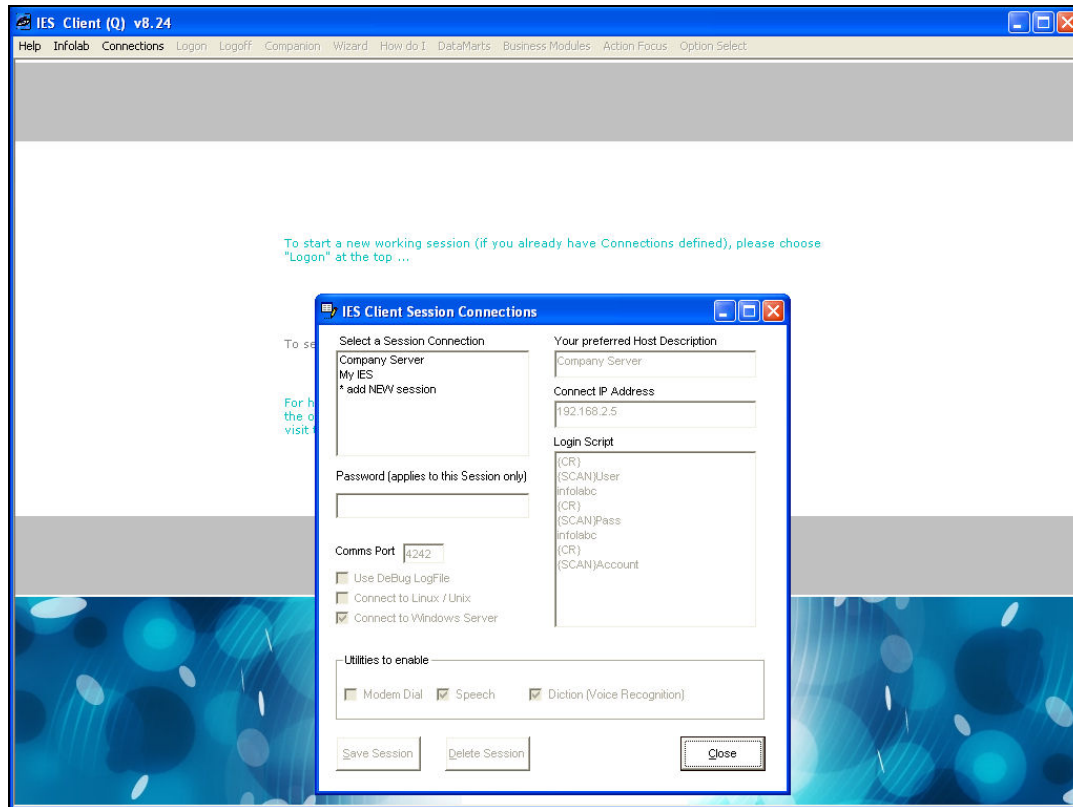 IES Client (Q) v8.24
Help Infolab Connections Logon Logoff Companion Wizard How do I DataMarts Business Modules Action Focus Option Select
To start a new working session (if you already have Connections defined), please choose
"Logon" at the top ...
To se
For h
the o
visit t
IES Client Session Connections
Select a Session Connection
Company Server
My IES
* add NEW session
Password (applies to this Session only)
Comms Port 4242
Use DeBug LogFile
Connect to Linux / Unix
Connect to Windows Server
Your preferred Host Description
Company Server
Connect IP Address
192.168.2.5
Login Script
(CR)
(SCAN)User
infolabc
(CR)
(SCAN)Pass
infolabc
(CR)
(SCAN)Account
Utilities to enable
Modem Dial Speech Diction (Voice Recognition)
Save Session Delete Session Close